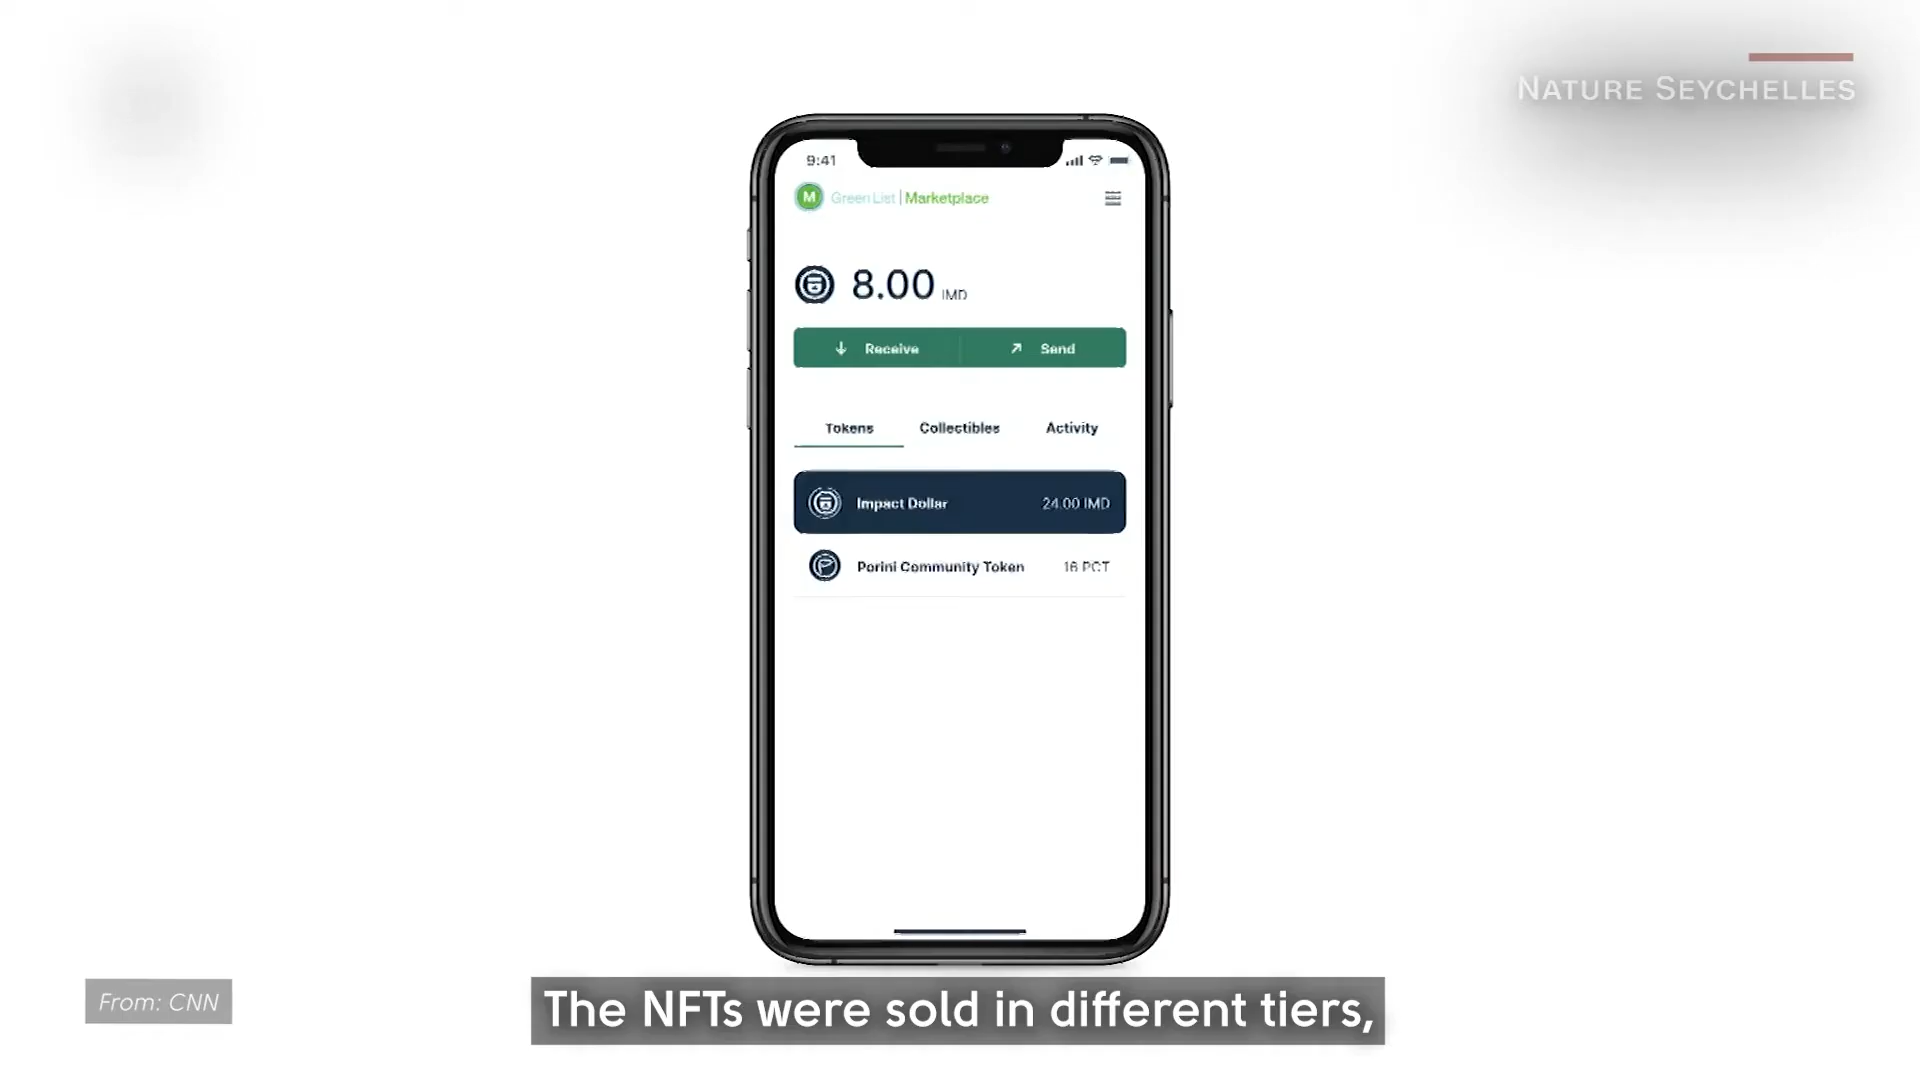 NATURE SEYCHELLES
9:41
M Green List | Marketplace
8.00 IMD
Receive
Send
Tokens
Collectibles
Activity
Impact Dollar
24.00 IMD
Porini Community Token
16 PCT
From: CNN
The NFTs were sold in different tiers,